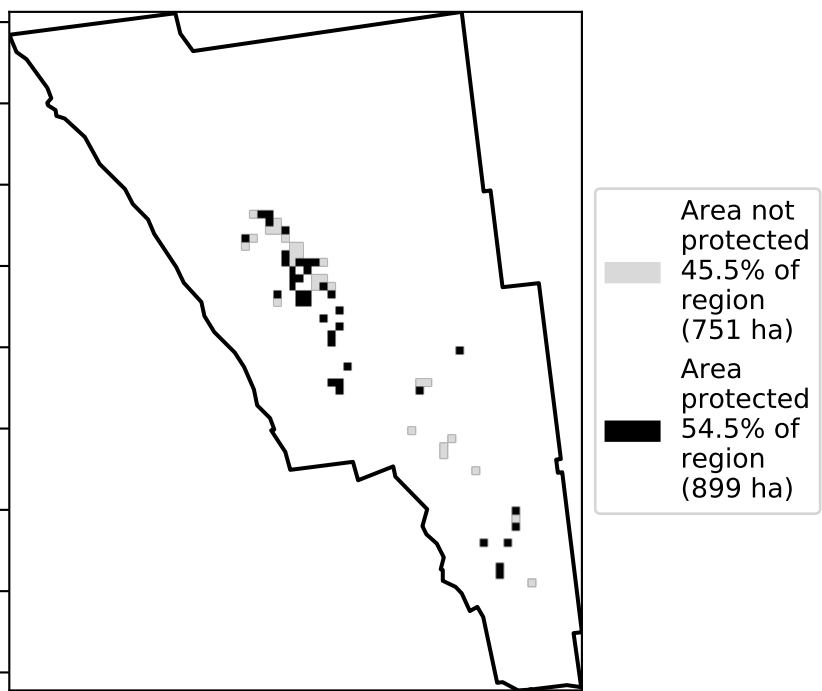 Area not
protected
45.5% of
region
(751 ha)
Area
protected
54.5% of
region
(899 ha)